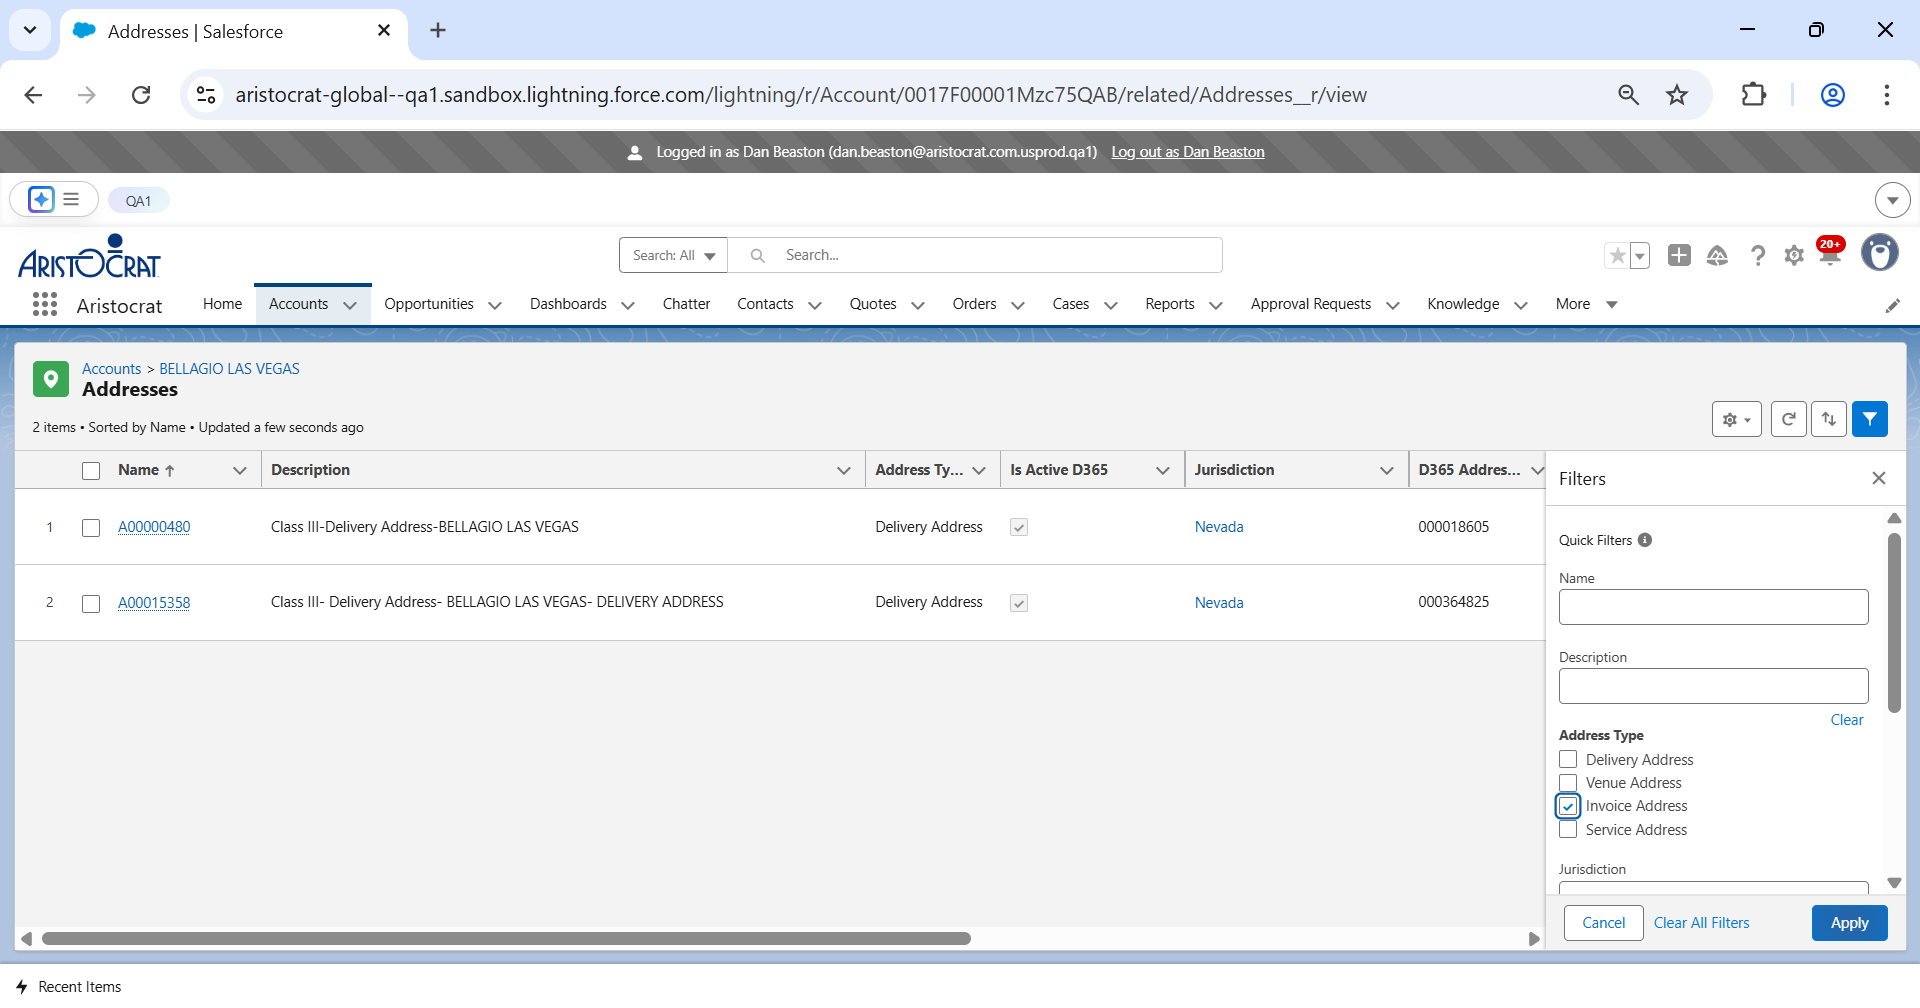 Addresses | Salesforce
aristocrat-global--qa1.sandbox.lightning.force.com/lightning/r/Account/0017F00001Mzc75QAB/related/Addresses__r/view
Logged in as Dan Beaston (dan.beaston@aristocrat.com.usprod.qa1) Log out as Dan Beaston
QA1
ARISTOCRAT
Search: All
Search...
20+
Aristocrat
Home
Accounts
Opportunities
Dashboards
Chatter
Contacts
Quotes
Orders
Cases
Reports
Approval Requests
Knowledge
More
Accounts > BELLAGIO LAS VEGAS
Addresses
2 items • Sorted by Name • Updated a few seconds ago
Name
Description
Address Ty...
Is Active D365
Jurisdiction
D365 Addres...
1 A00000480 Class III-Delivery Address-BELLAGIO LAS VEGAS Delivery Address Nevada 000018605
2 A00015358 Class III- Delivery Address- BELLAGIO LAS VEGAS- DELIVERY ADDRESS Delivery Address Nevada 000364825
Filters
Quick Filters
Name
Description
Clear
Address Type
Delivery Address
Venue Address
Invoice Address
Service Address
Jurisdiction
Cancel
Clear All Filters
Apply
Recent Items